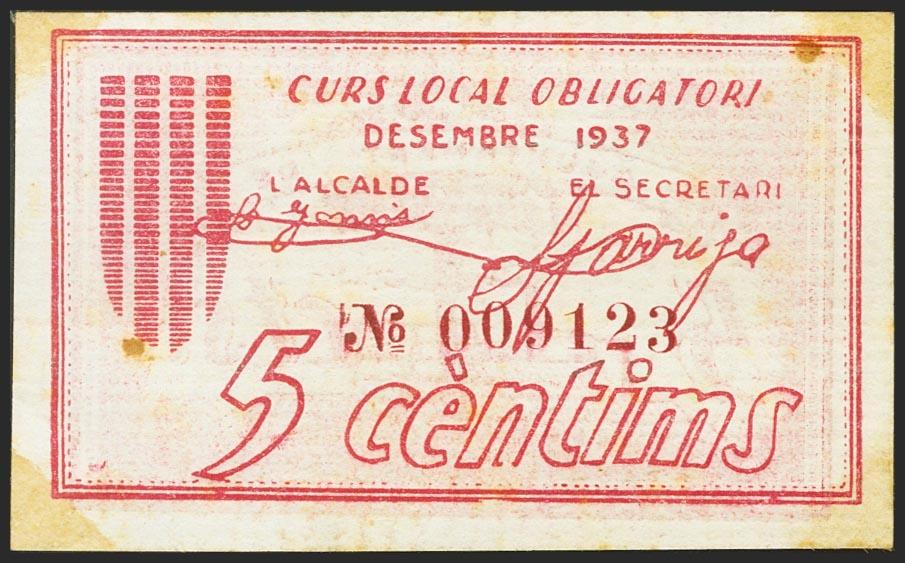 CURS LOCAL OBLIGATORI
DESEMBRE 1937
L'ALCALDE EL SECRETARI
Nº 009123
5 cèntims